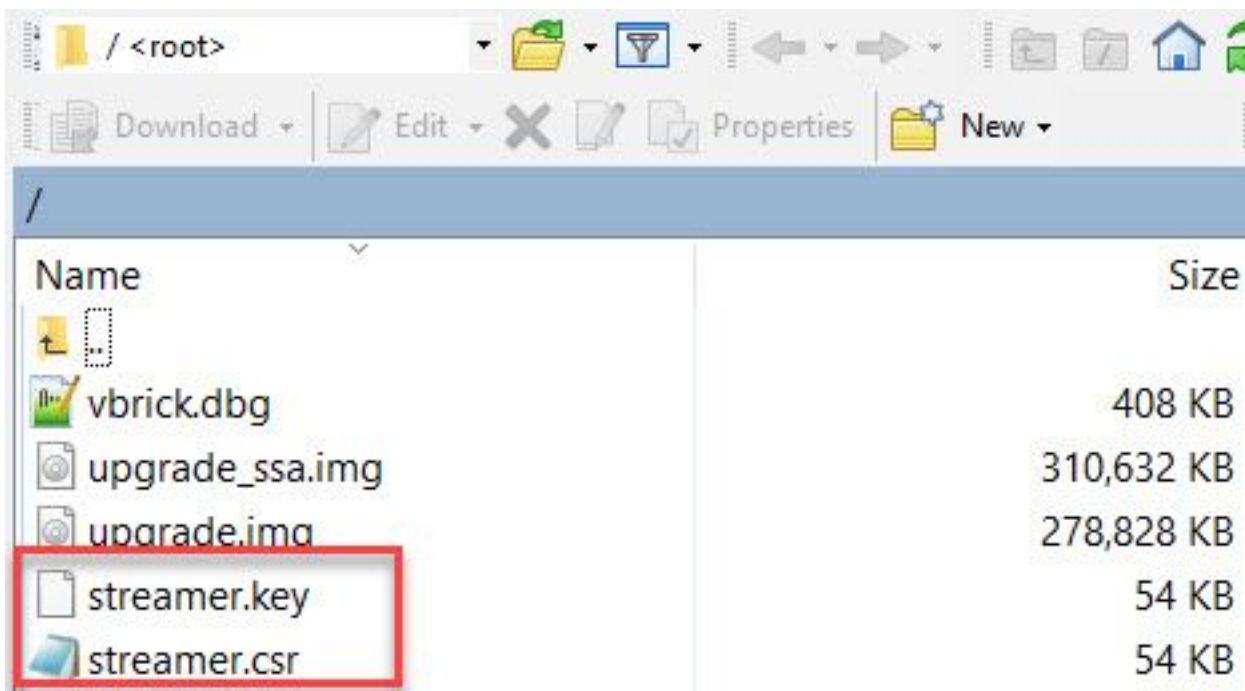 / <root>
Download Edit Properties New
/
Name Size
..
vbrick.dbg 408 KB
upgrade_ssa.img 310,632 KB
upgrade.img 278,828 KB
streamer.key 54 KB
streamer.csr 54 KB